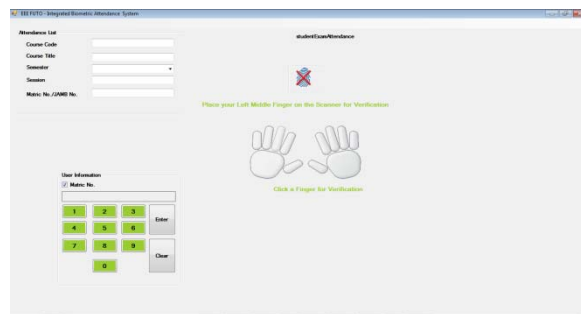 EEE FUTO - Integrated Biometric Attendance System
Attendance List
Course Code
Course Title
Semester
Session
Matric No./JAMB No.
studentExamAttendance
Place your Left Middle Finger on the Scanner for Verification
Click a Finger for Verification
User Information
Matric No.
1 2 3 Enter
4 5 6
7 8 9 Clear
0